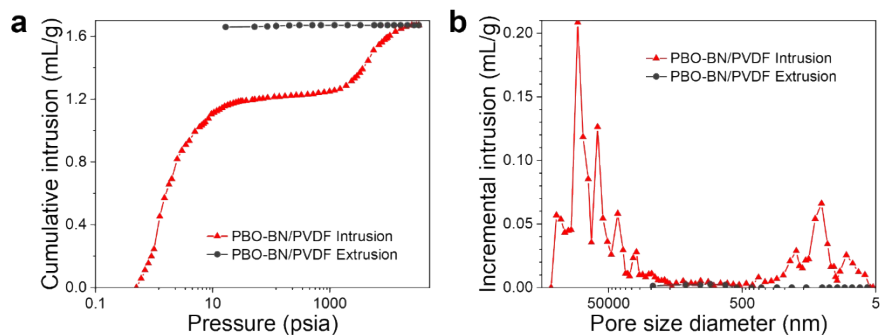 a
Cumulative intrusion (mL/g)
1.6
1.2
0.8
0.4
0.0
PBO-BN/PVDF Intrusion
PBO-BN/PVDF Extrusion
0.1
10
1000
Pressure (psia)
b
Incremental intrusion (mL/g)
0.20
0.15
0.10
0.05
0.00
PBO-BN/PVDF Intrusion
PBO-BN/PVDF Extrusion
50000
500
5
Pore size diameter (nm)